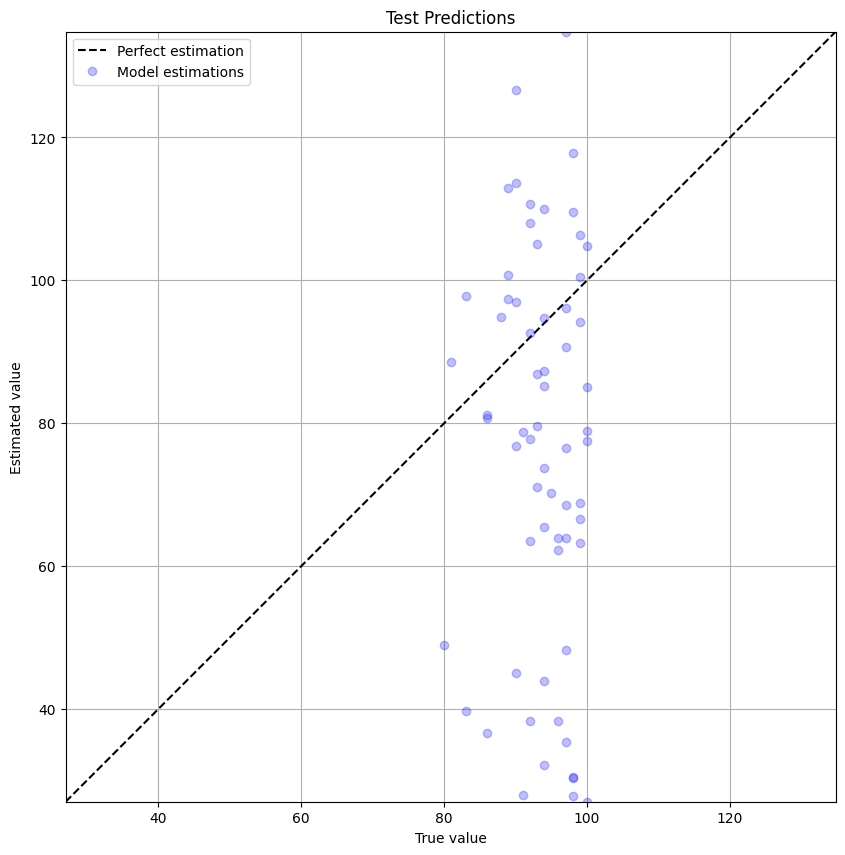 Test Predictions
Perfect estimation
Model estimations
120
100
80
60
40
Estimated value
40 60 80 100 120
True value